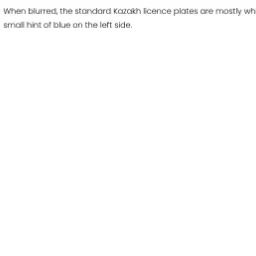 When blurred, the standard Kazakh licence plates are mostly wh
small hint of blue on the left side.